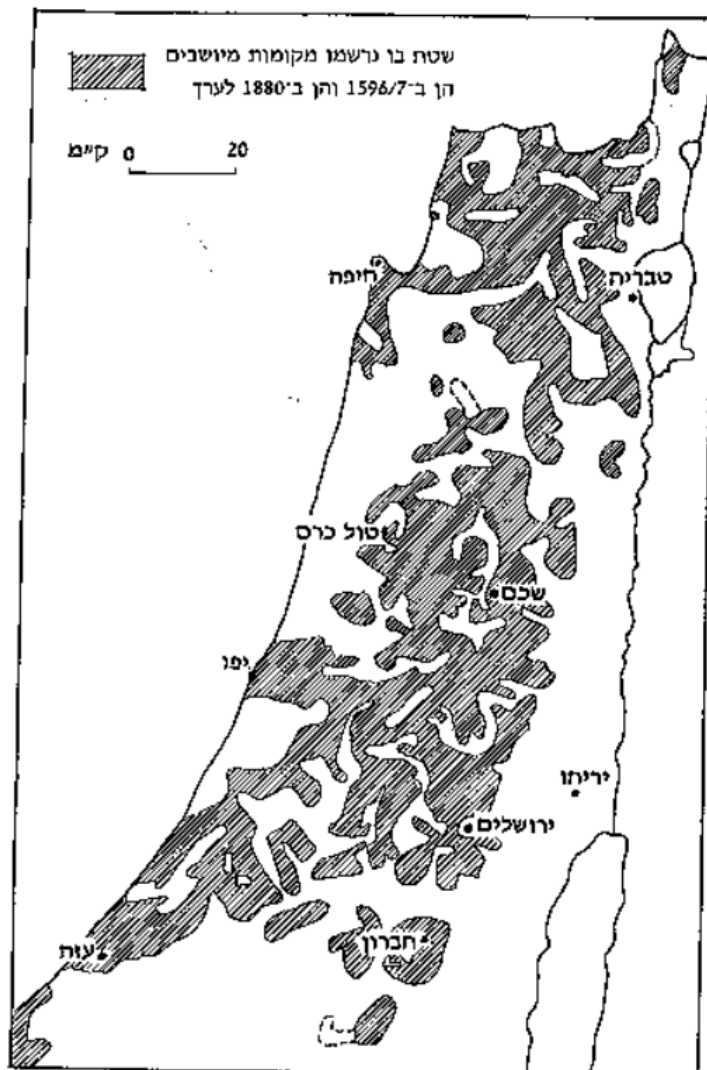 שטח בו נרשמו מקומות מיושבים
הן ב־1596/7 והן ב־1880 לערך
ק״מ 0 20
חיפה
טבריה
טול כרם
שכם
יפו
יריחו
ירושלים
חברון
עזה